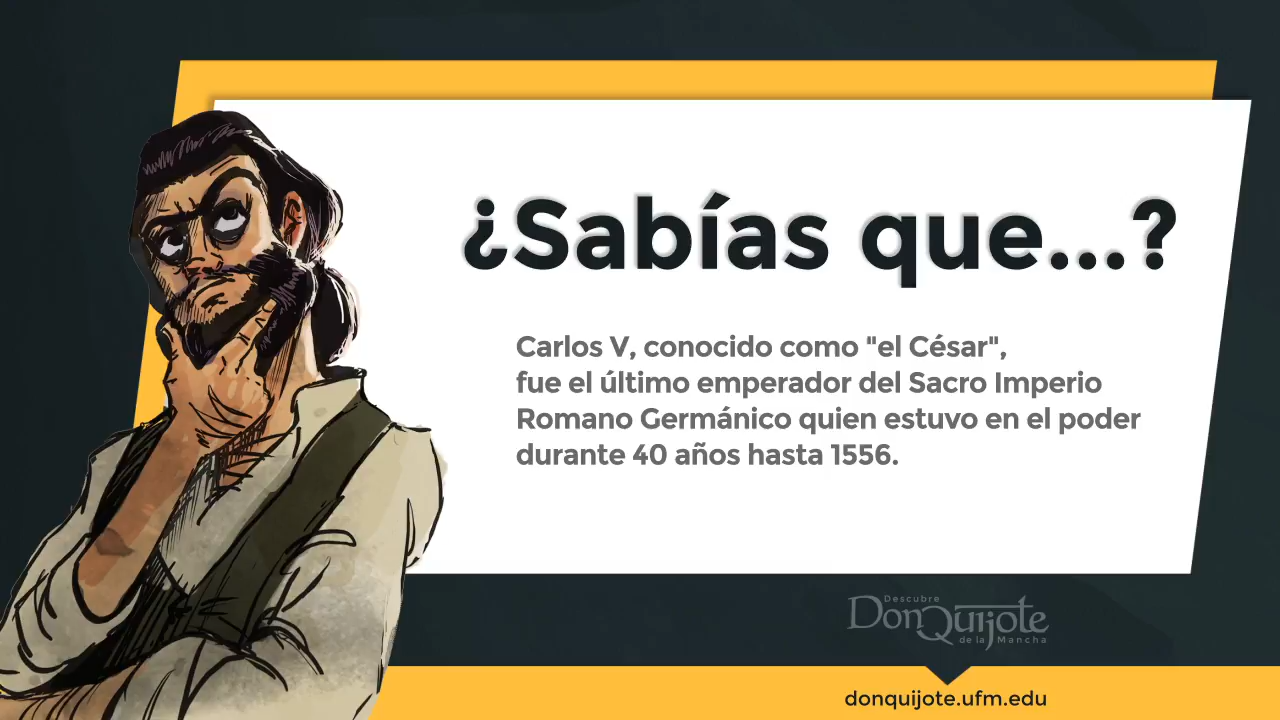 ¿Sabías que...?
Carlos V, conocido como "el César",
fue el último emperador del Sacro Imperio
Romano Germánico quien estuvo en el poder
durante 40 años hasta 1556.
Descubre
DonQuijote
de la Mancha
donquijote.ufm.edu